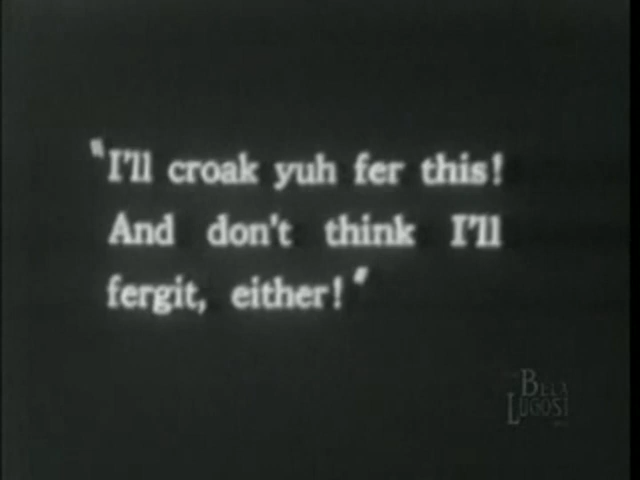 "I'll croak yuh fer this!
And don't think I'll
fergit, either!"
BELA
LUGOSI